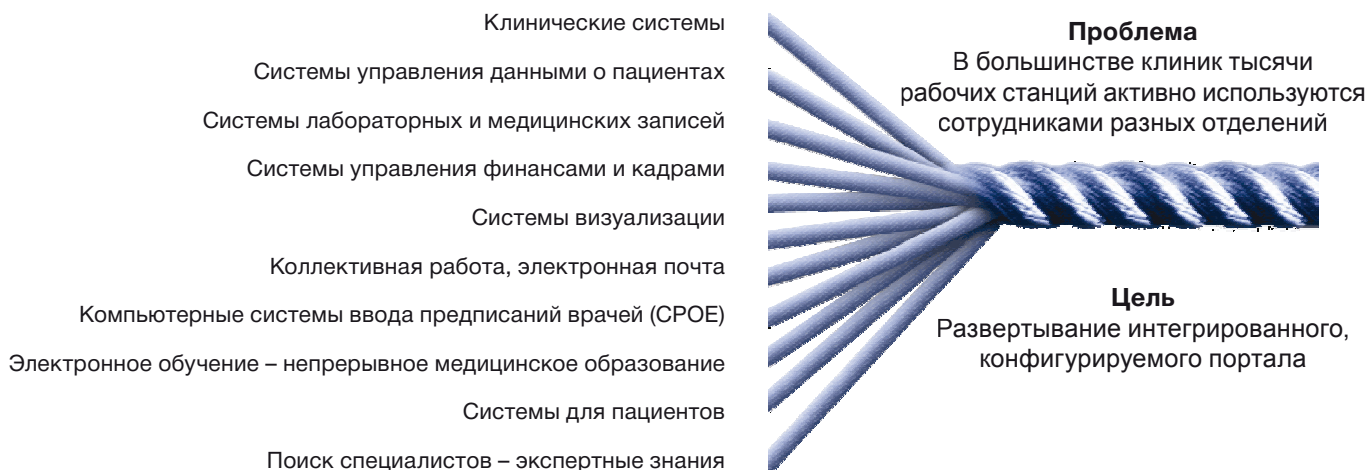 Клинические системы
Системы управления данными о пациентах
Системы лабораторных и медицинских записей
Системы управления финансами и кадрами
Системы визуализации
Коллективная работа, электронная почта
Компьютерные системы ввода предписаний врачей (CPOE)
Электронное обучение – непрерывное медицинское образование
Системы для пациентов
Поиск специалистов – экспертные знания
Проблема
В большинстве клиник тысячи
рабочих станций активно используются
сотрудниками разных отделений
Цель
Развертывание интегрированного,
конфигурируемого портала